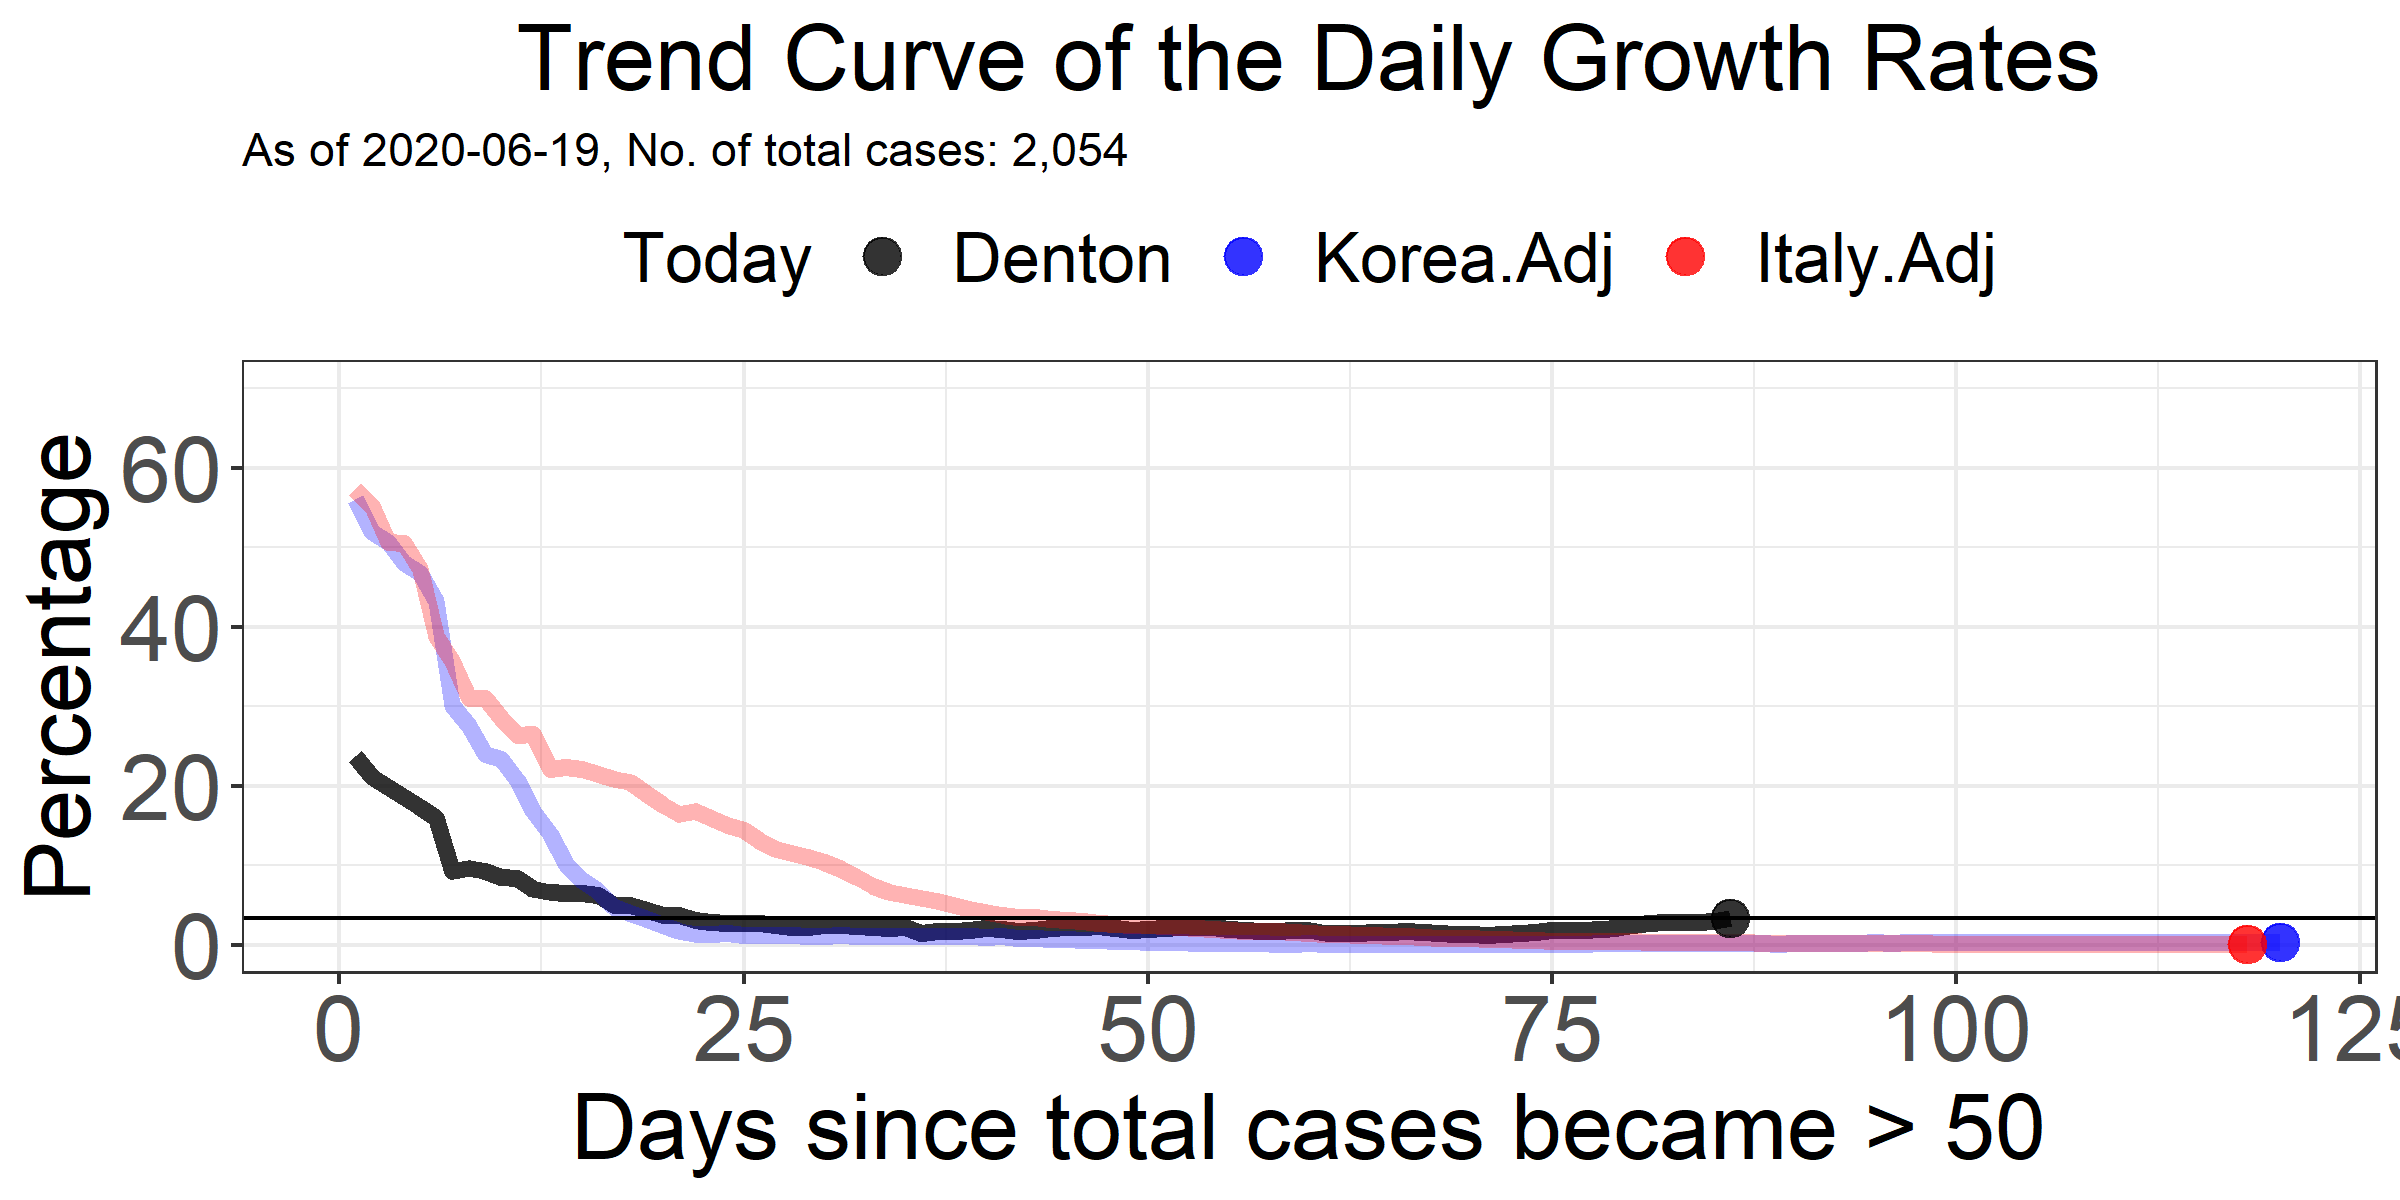 Trend Curve of the Daily Growth Rates
As of 2020-06-19, No. of total cases: 2,054
Today Denton Korea.Adj Italy.Adj
Percentage
60
40
20
0
0 25 50 75 100 125
Days since total cases became > 50